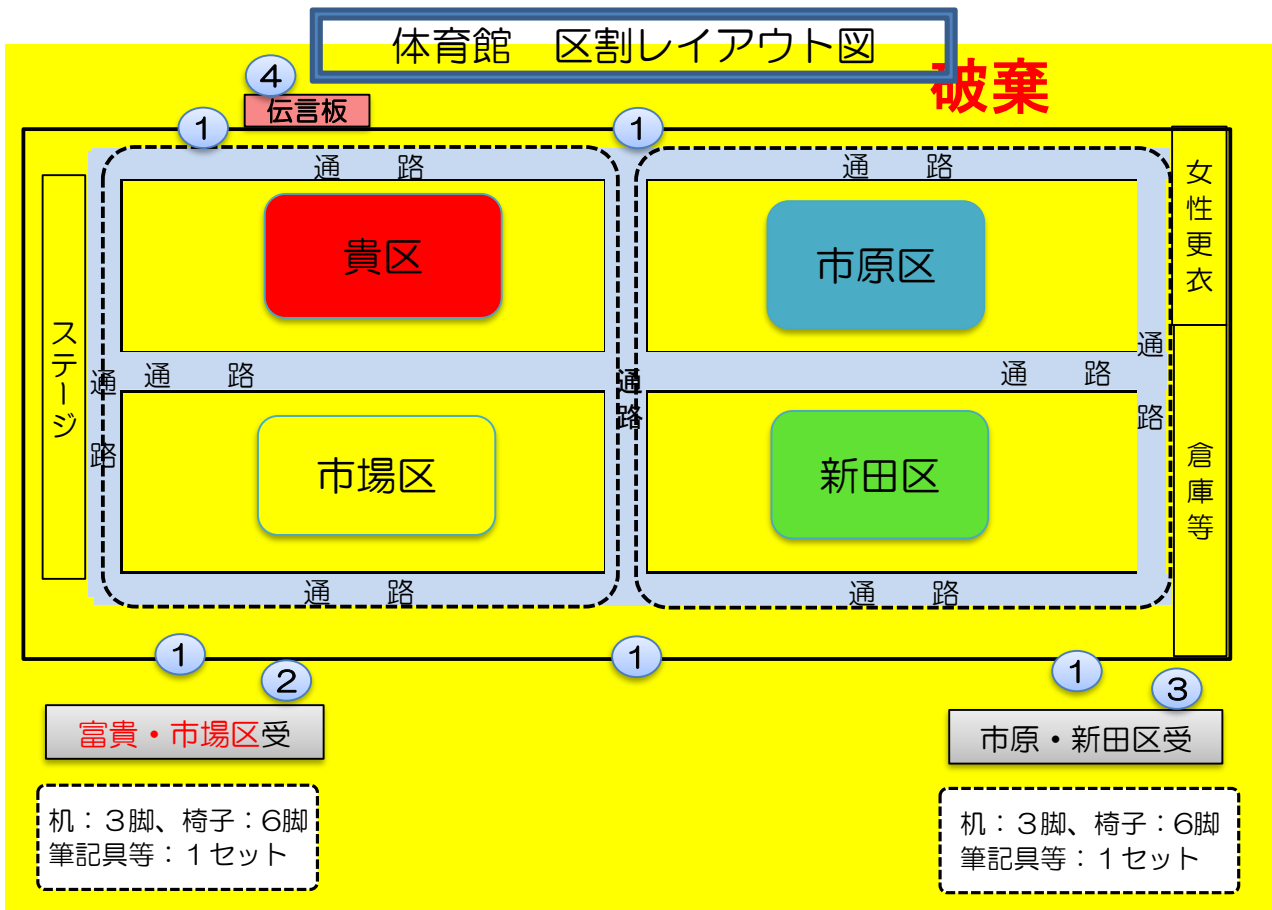 体育館　区割レイアウト図
破棄
④
伝言板
①
①
通　路
通　路
女性更衣
貴区
市原区
ステージ
通路
通　路
通路
通　路
通路
市場区
新田区
倉庫等
通　路
通　路
①
①
①
②
③
富貴・市場区受
市原・新田区受
机：３脚、椅子：6脚
筆記具等：１セット
机：３脚、椅子：6脚
筆記具等：１セット